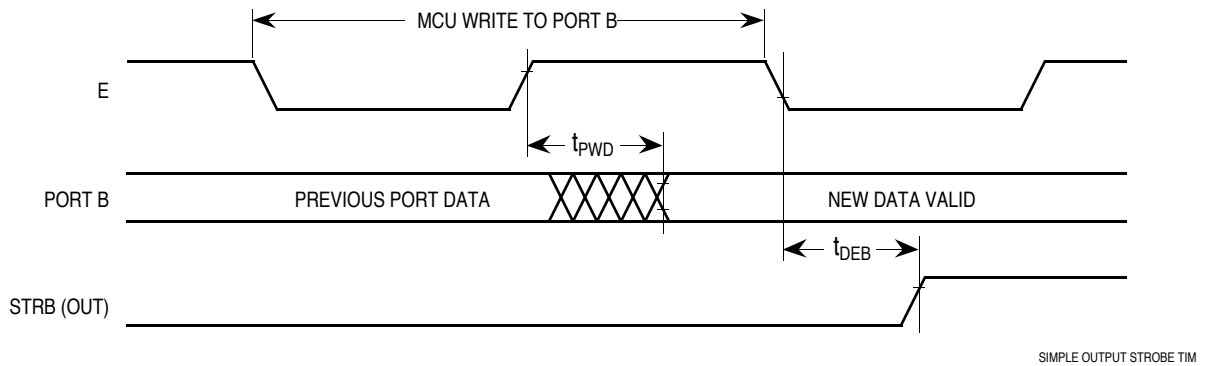 MCU WRITE TO PORT B
E
tPWD
PORT B
PREVIOUS PORT DATA
NEW DATA VALID
tDEB
STRB (OUT)
SIMPLE OUTPUT STROBE TIM